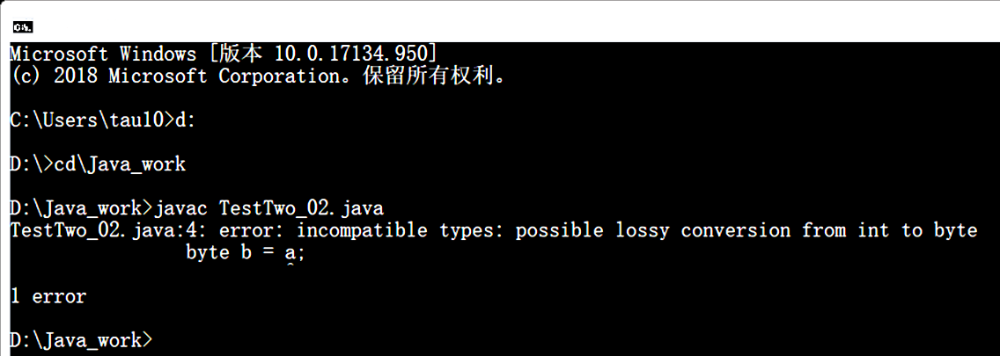 C:\.
Microsoft Windows [版本 10.0.17134.950]
(c) 2018 Microsoft Corporation。保留所有权利。
C:\Users\tau10>d:
D:\>cd\Java_work
D:\Java_work>javac TestTwo_02.java
TestTwo_02.java:4: error: incompatible types: possible lossy conversion from int to byte
byte b = a;
^
1 error
D:\Java_work>